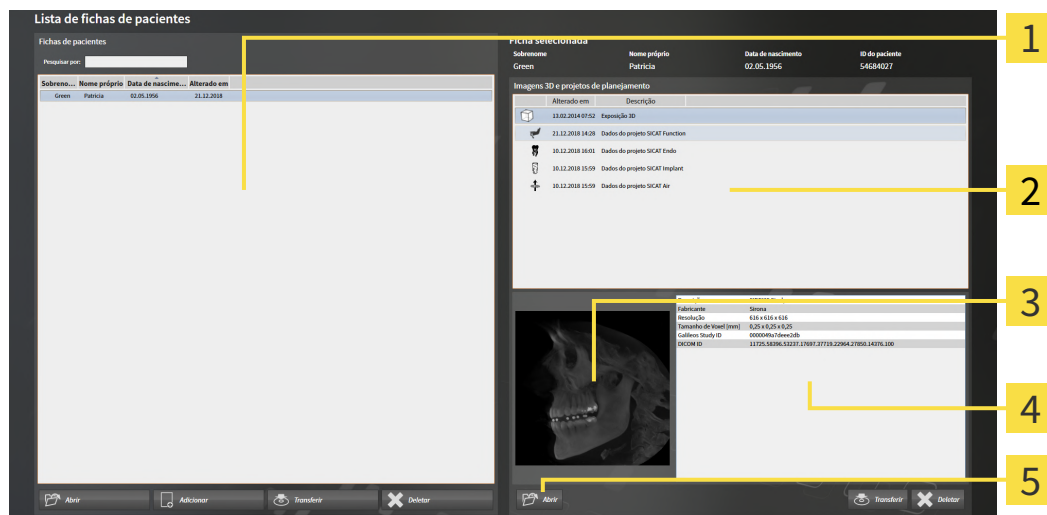 Lista de fichas de pacientes
Fichas de pacientes
Pesquisar por:
Sobreno... Nome próprio Data de nascime... Alterado em
Green Patricia 02.05.1956 21.12.2018
Abrir Adicionar Transferir Deletar
Ficha selecionada
Sobrenome Nome próprio Data de nascimento ID do paciente
Green Patricia 02.05.1956 54684027
Imagens 3D e projetos de planejamento
Alterado em Descrição
13.02.2014 07:52 Exposição 3D
21.12.2018 14:28 Dados do projeto SICAT Function
10.12.2018 16:01 Dados do projeto SICAT Endo
10.12.2018 15:59 Dados do projeto SICAT Implant
10.12.2018 15:59 Dados do projeto SICAT Air
Fabricante Sirona
Resolução 616 x 616 x 616
Tamanho de Voxel [mm] 0,25 x 0,25 x 0,25
Galileos Study ID 0000049a7deee2db
DICOM ID 11725.58396.53237.17697.37719.22964.27850.14376.100
Abrir Transferir Deletar
1
2
3
4
5